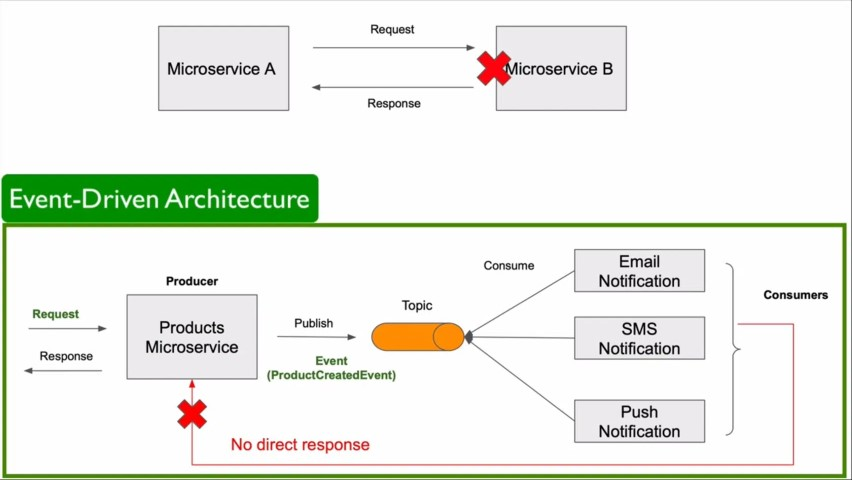 Request
Microservice A
Microservice B
Response
Event-Driven Architecture
Producer
Request
Response
Products
Microservice
Publish
Event
(ProductCreatedEvent)
Topic
Consume
Email
Notification
SMS
Notification
Push
Notification
Consumers
No direct response